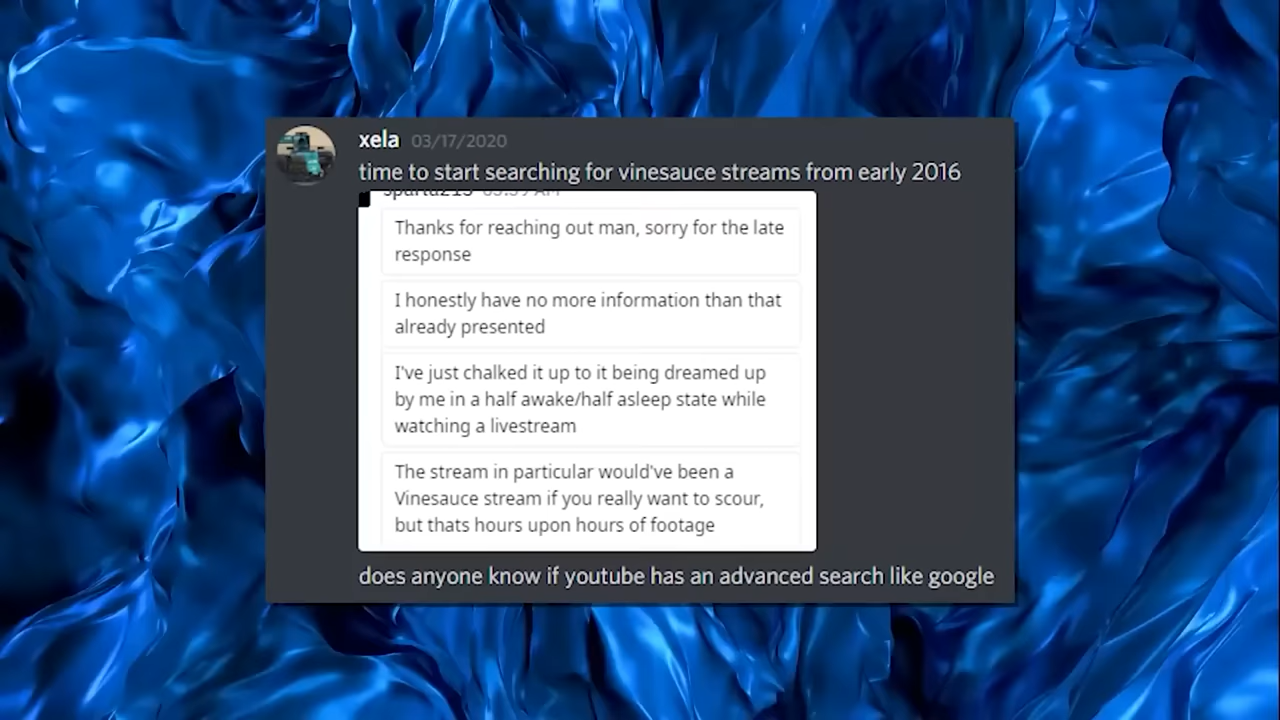 xela 03/17/2020
time to start searching for vinesauce streams from early 2016
Thanks for reaching out man, sorry for the late
response
I honestly have no more information than that
already presented
I've just chalked it up to it being dreamed up
by me in a half awake/half asleep state while
watching a livestream
The stream in particular would've been a
Vinesauce stream if you really want to scour,
but thats hours upon hours of footage
does anyone know if youtube has an advanced search like google